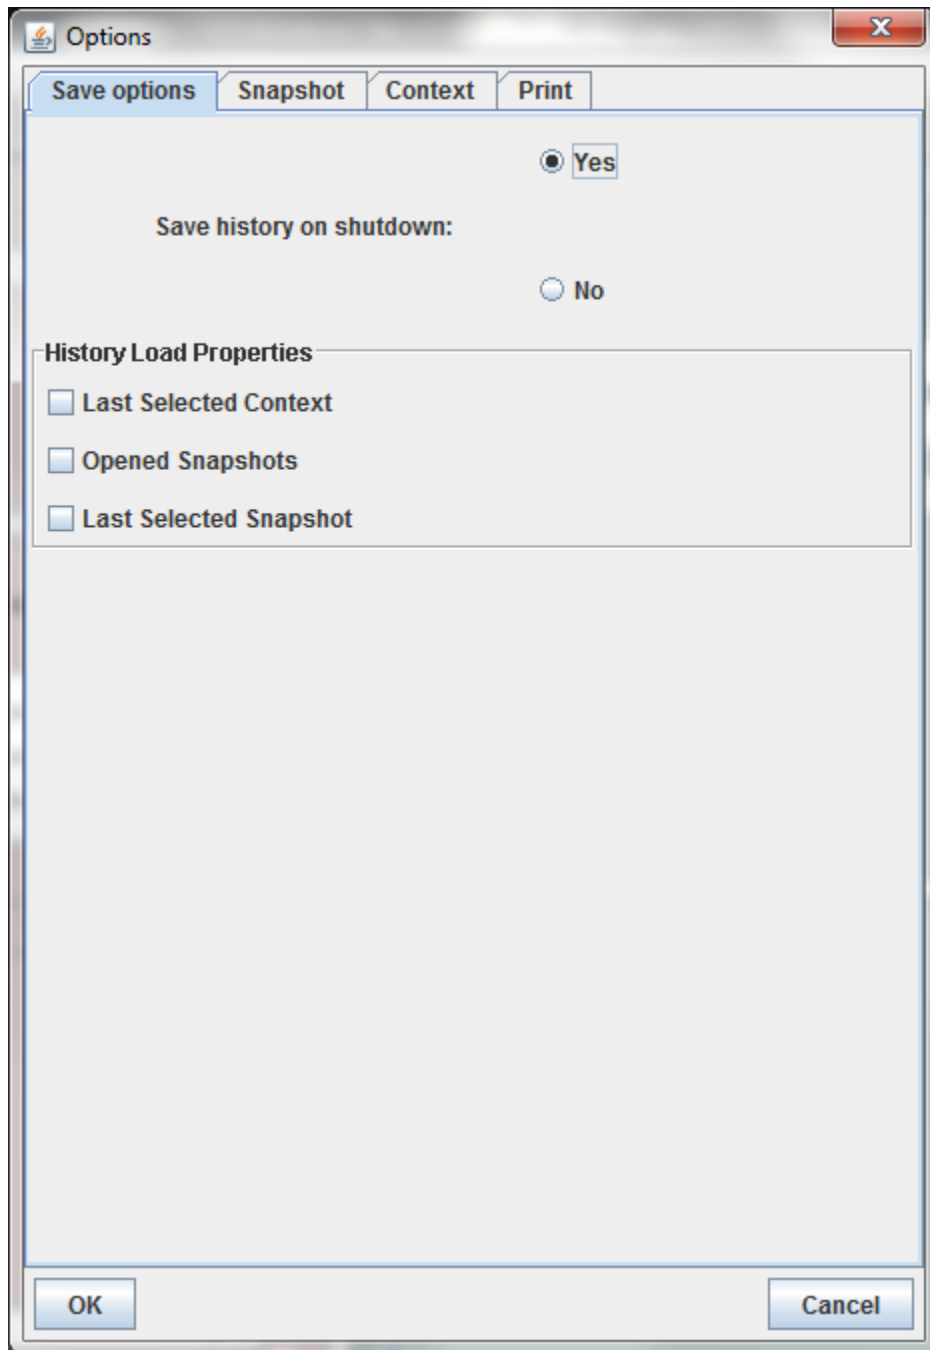 Options
Save options Snapshot Context Print
Yes
Save history on shutdown:
No
History Load Properties
Last Selected Context
Opened Snapshots
Last Selected Snapshot
OK Cancel